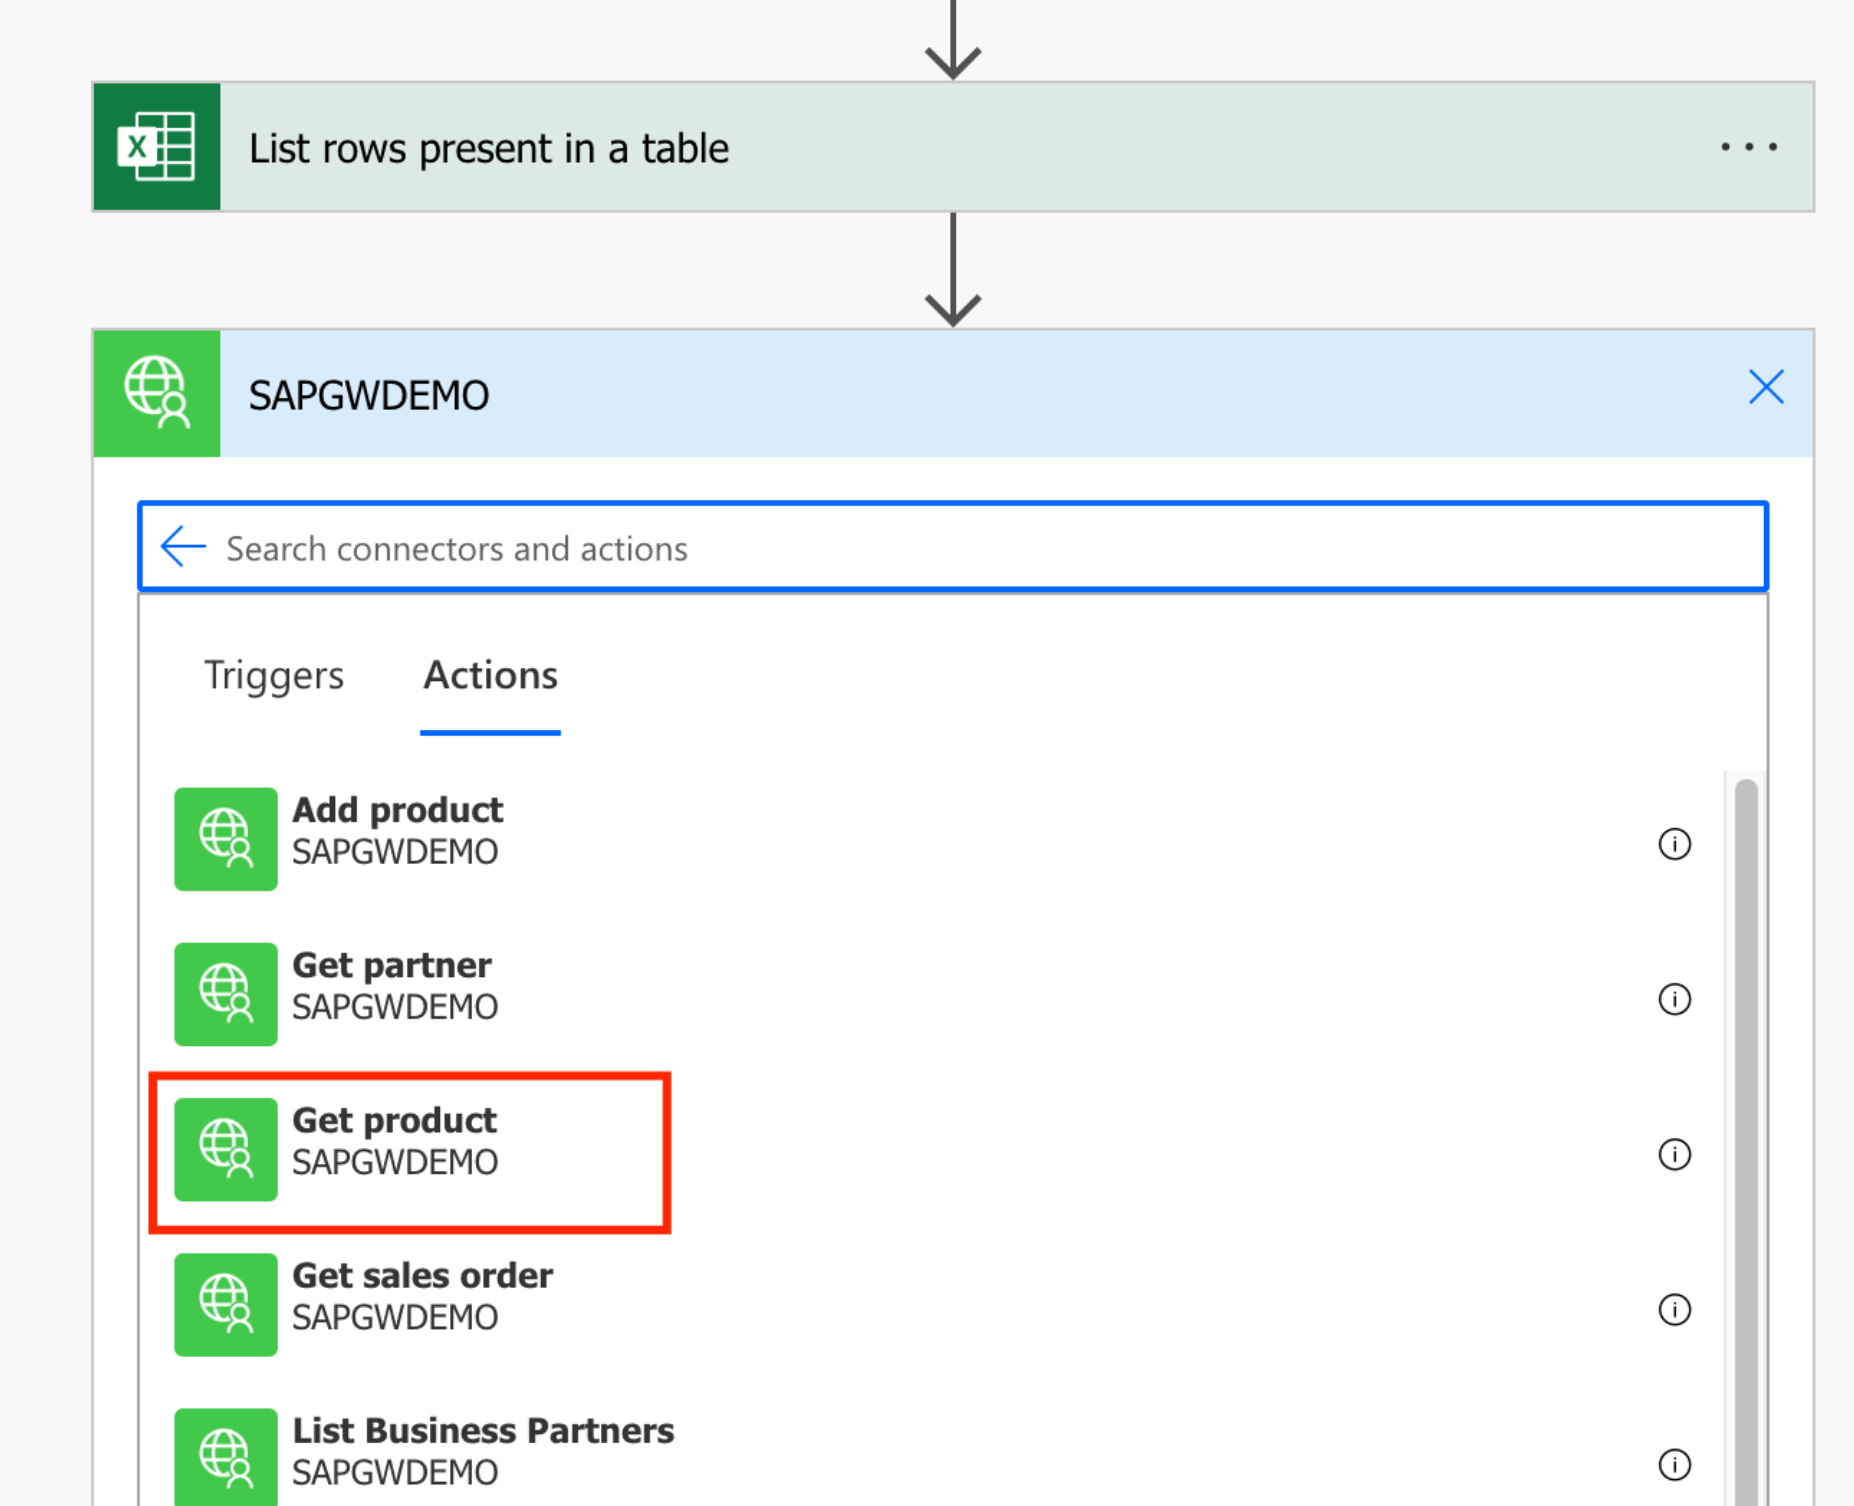 List rows present in a table
SAPGWDEMO
Search connectors and actions
Triggers Actions
Add product
SAPGWDEMO
Get partner
SAPGWDEMO
Get product
SAPGWDEMO
Get sales order
SAPGWDEMO
List Business Partners
SAPGWDEMO